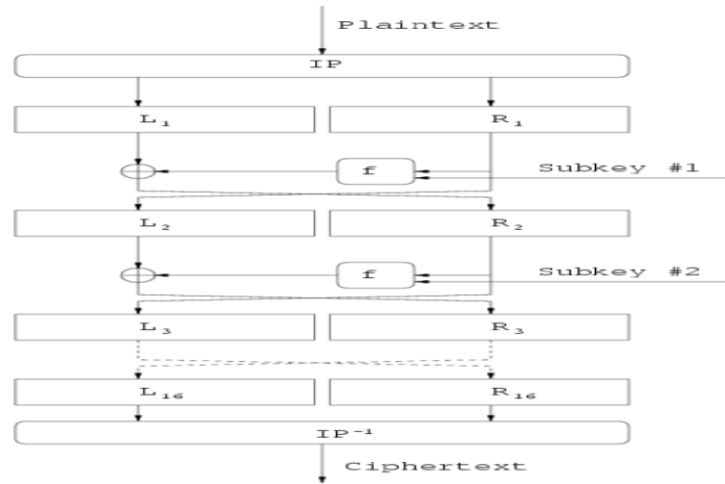 Plaintext
IP
L₁ R₁
f Subkey #1
L₂ R₂
f Subkey #2
L₃ R₃
L₁₆ R₁₆
IP⁻¹
Ciphertext